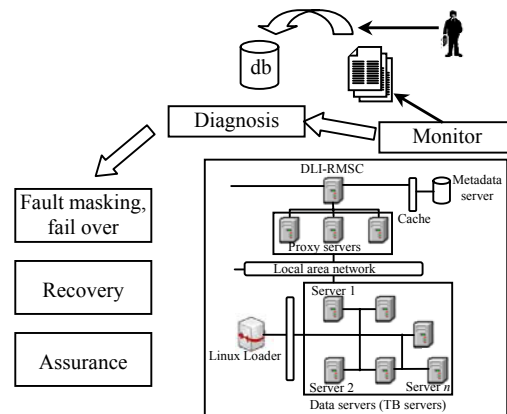 db
Diagnosis
Monitor
DLI-RMSC
Metadata
server
Cache
Proxy servers
Local area network
Server 1
Linux Loader
Server 2
Server n
Data servers (TB servers)
Fault masking,
fail over
Recovery
Assurance